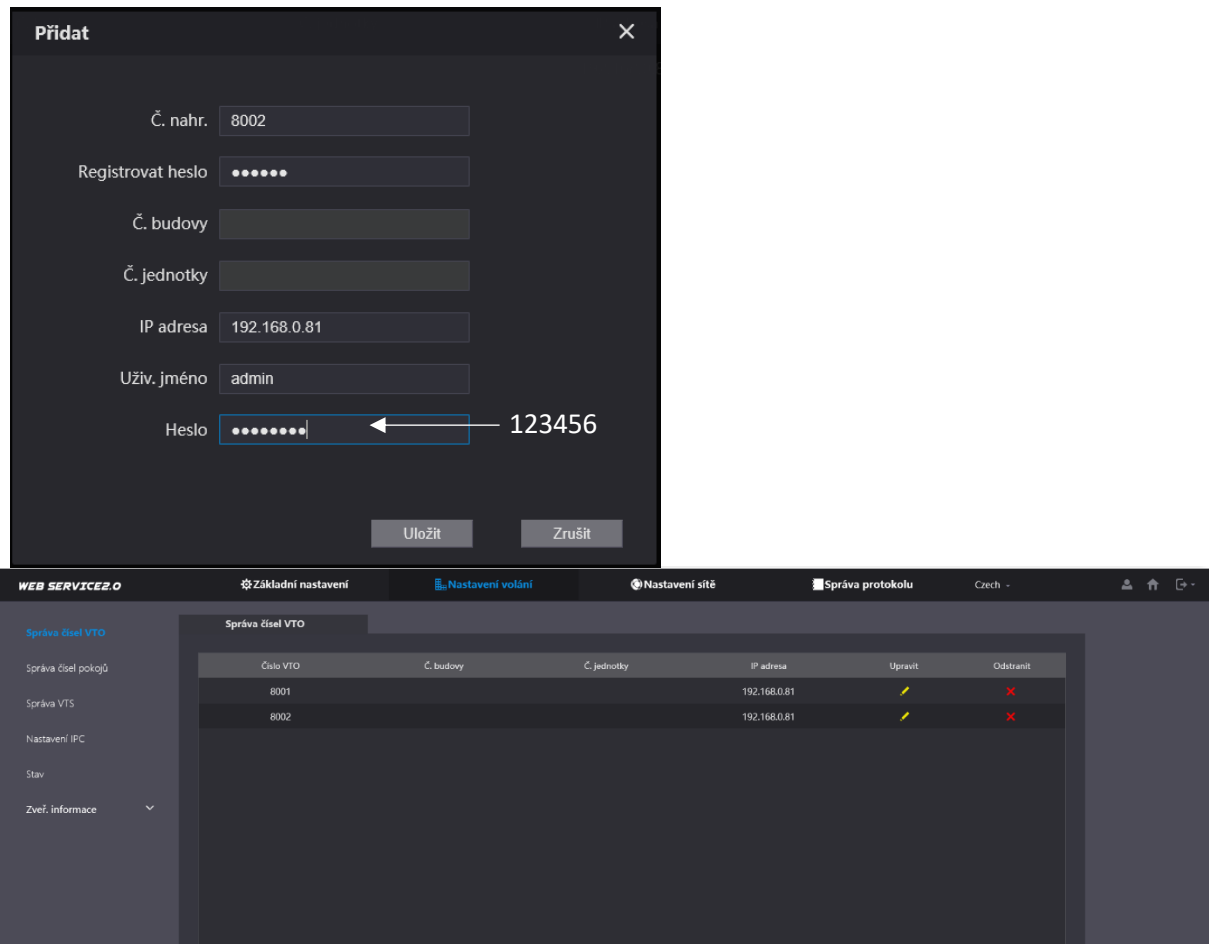 Přidat
Č. nahr. 8002
Registrovat heslo ●●●●●●
Č. budovy
Č. jednotky
IP adresa 192.168.0.81
Uživ. jméno admin
Heslo ●●●●●●●● 123456
Uložit Zrušit
WEB SERVICE2.0 Základní nastavení Nastavení volání Nastavení sítě Správa protokolu Czech
Správa čísel VTO
Správa čísel pokojů
Správa VTS
Nastavení IPC
Stav
Zveř. informace
Správa čísel VTO
Číslo VTO Č. budovy Č. jednotky IP adresa Upravit Odstranit
8001 192.168.0.81
8002 192.168.0.81